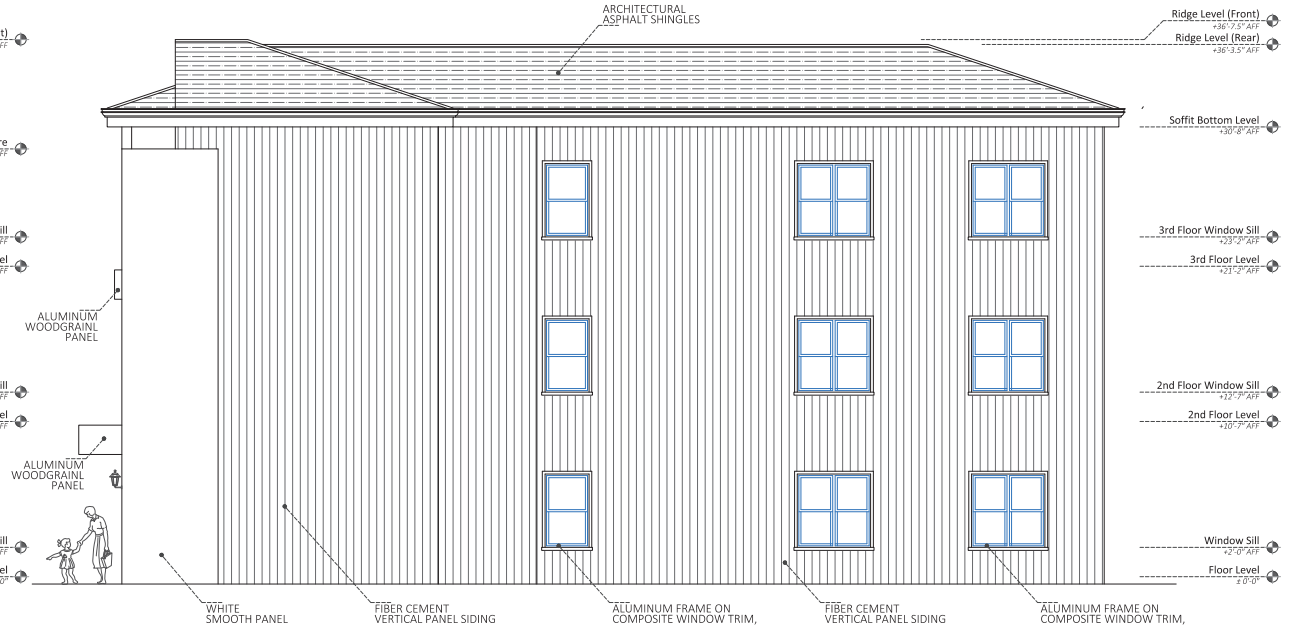 ARCHITECTURAL
ASPHALT SHINGLES
Ridge Level (Front)
+36'-7.5" AFF
Ridge Level (Rear)
+36'-3.5" AFF
Soffit Bottom Level
+30'-8" AFF
3rd Floor Window Sill
+23'-2" AFF
3rd Floor Level
+21'-2" AFF
2nd Floor Window Sill
+12'-7" AFF
2nd Floor Level
+10'-7" AFF
Window Sill
+2'-0" AFF
Floor Level
± 0'-0"
ALUMINUM
WOODGRAINL
PANEL
ALUMINUM
WOODGRAINL
PANEL
WHITE
SMOOTH PANEL
FIBER CEMENT
VERTICAL PANEL SIDING
ALUMINUM FRAME ON
COMPOSITE WINDOW TRIM,
FIBER CEMENT
VERTICAL PANEL SIDING
ALUMINUM FRAME ON
COMPOSITE WINDOW TRIM,